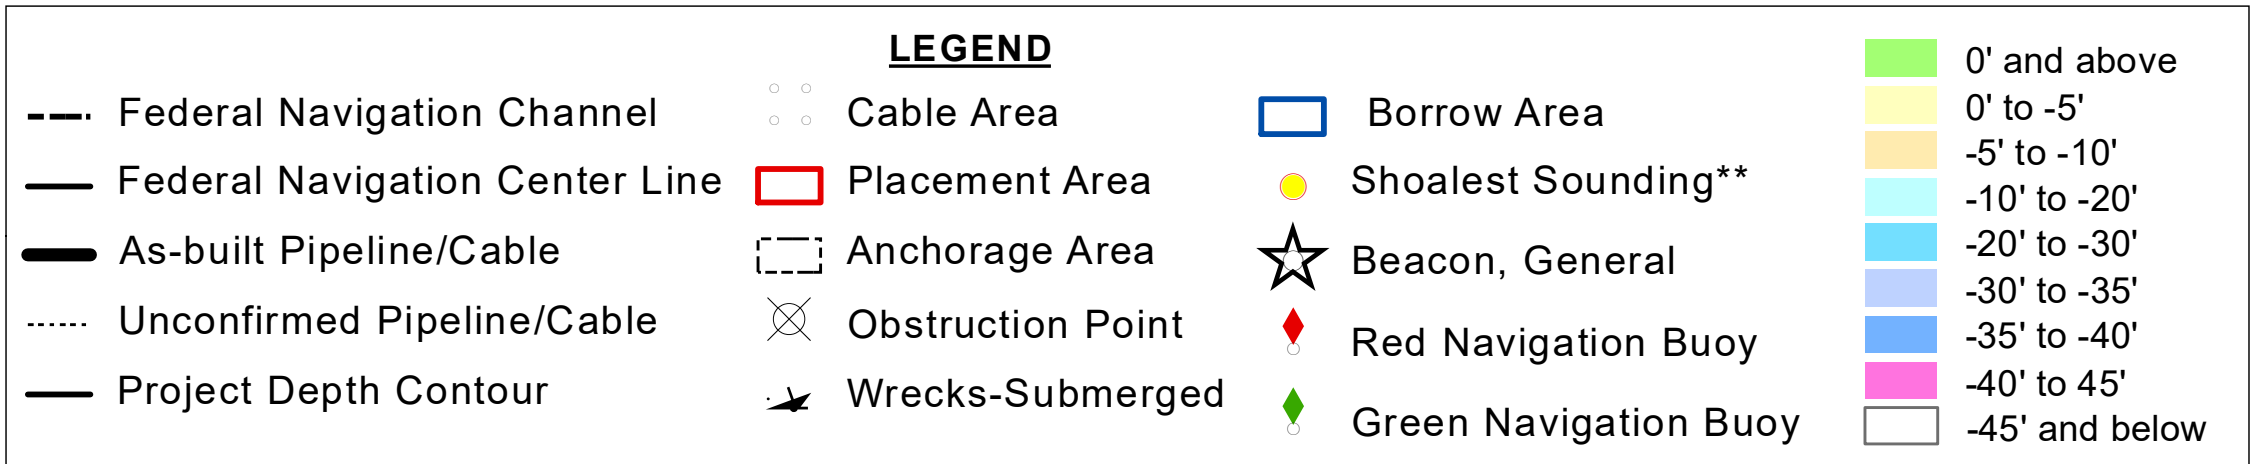 LEGEND
Federal Navigation Channel
Federal Navigation Center Line
As-built Pipeline/Cable
Unconfirmed Pipeline/Cable
Project Depth Contour
Cable Area
Placement Area
Anchorage Area
Obstruction Point
Wrecks-Submerged
Borrow Area
Shoalest Sounding**
Beacon, General
Red Navigation Buoy
Green Navigation Buoy
0' and above
0' to -5'
-5' to -10'
-10' to -20'
-20' to -30'
-30' to -35'
-35' to -40'
-40' to 45'
-45' and below